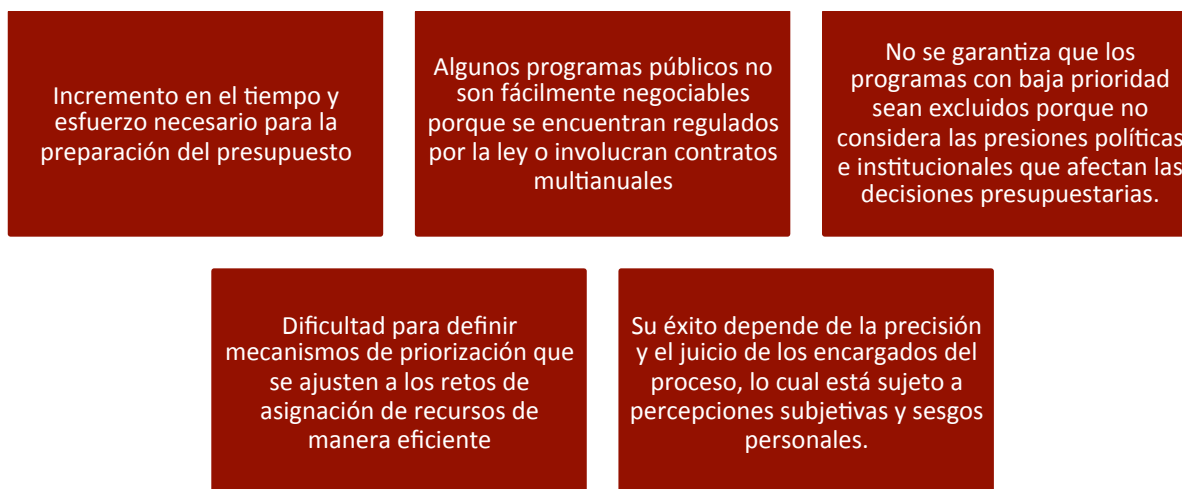 Incremento en el tiempo y
esfuerzo necesario para la
preparación del presupuesto
Algunos programas públicos no
son fácilmente negociables
porque se encuentran regulados
por la ley o involucran contratos
multianuales
No se garantiza que los
programas con baja prioridad
sean excluidos porque no
considera las presiones políticas
e institucionales que afectan las
decisiones presupuestarias.
Dificultad para definir
mecanismos de priorización que
se ajusten a los retos de
asignación de recursos de
manera eficiente
Su éxito depende de la precisión
y el juicio de los encargados del
proceso, lo cual está sujeto a
percepciones subjetivas y sesgos
personales.